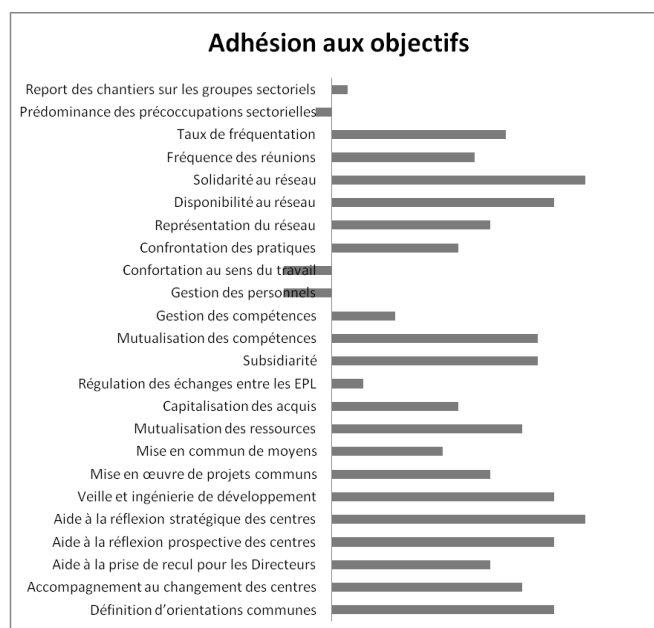 Adhésion aux objectifs
Report des chantiers sur les groupes sectoriels
Prédominance des précoccupations sectorielles
Taux de fréquentation
Fréquence des réunions
Solidarité au réseau
Disponibilité au réseau
Représentation du réseau
Confrontation des pratiques
Confortation au sens du travail
Gestion des personnels
Gestion des compétences
Mutualisation des compétences
Subsidiarité
Régulation des échanges entre les EPL
Capitalisation des acquis
Mutualisation des ressources
Mise en commun de moyens
Mise en œuvre de projets communs
Veille et ingénierie de développement
Aide à la réflexion stratégique des centres
Aide à la réflexion prospective des centres
Aide à la prise de recul pour les Directeurs
Accompagnement au changement des centres
Définition d'orientations communes